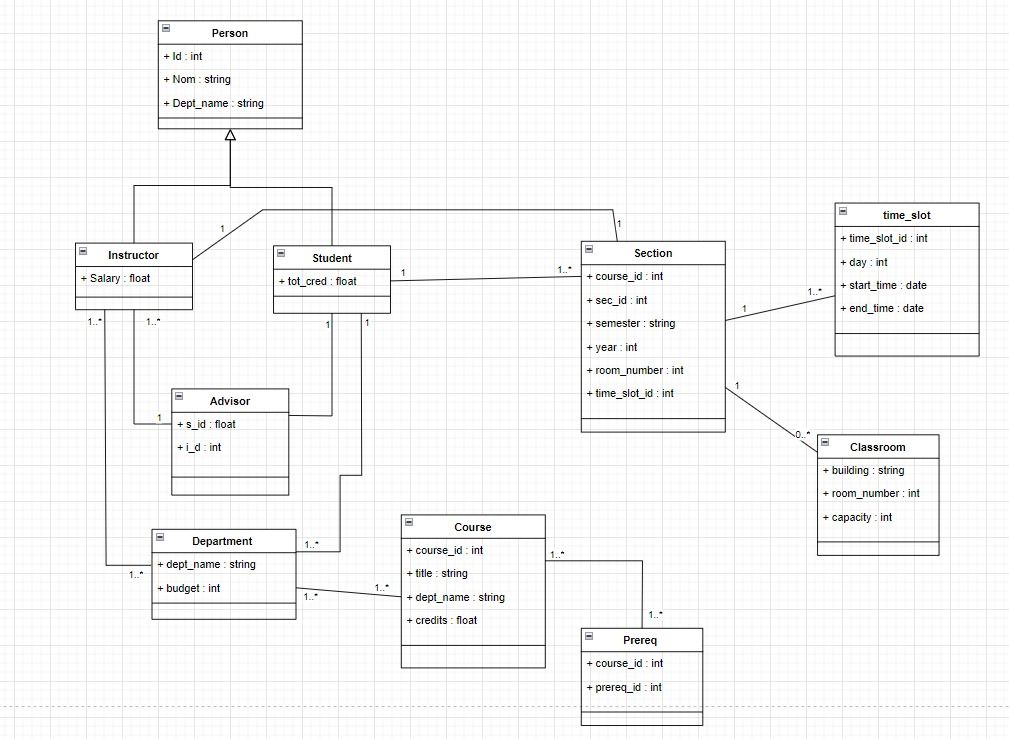 Person
+ Id : int
+ Nom : string
+ Dept_name : string
Instructor
+ Salary : float
Student
+ tot_cred : float
Section
+ course_id : int
+ sec_id : int
+ semester : string
+ year : int
+ room_number : int
+ time_slot_id : int
time_slot
+ time_slot_id : int
+ day : int
+ start_time : date
+ end_time : date
1
1
1
1..*
1
1..*
1
0..*
1..*
1..*
1
1
1
Advisor
+ s_id : float
+ i_d : int
Classroom
+ building : string
+ room_number : int
+ capacity : int
Department
+ dept_name : string
+ budget : int
1..*
1..*
1..*
1..*
Course
+ course_id : int
+ title : string
+ dept_name : string
+ credits : float
1..*
1..*
Prereq
+ course_id : int
+ prereq_id : int